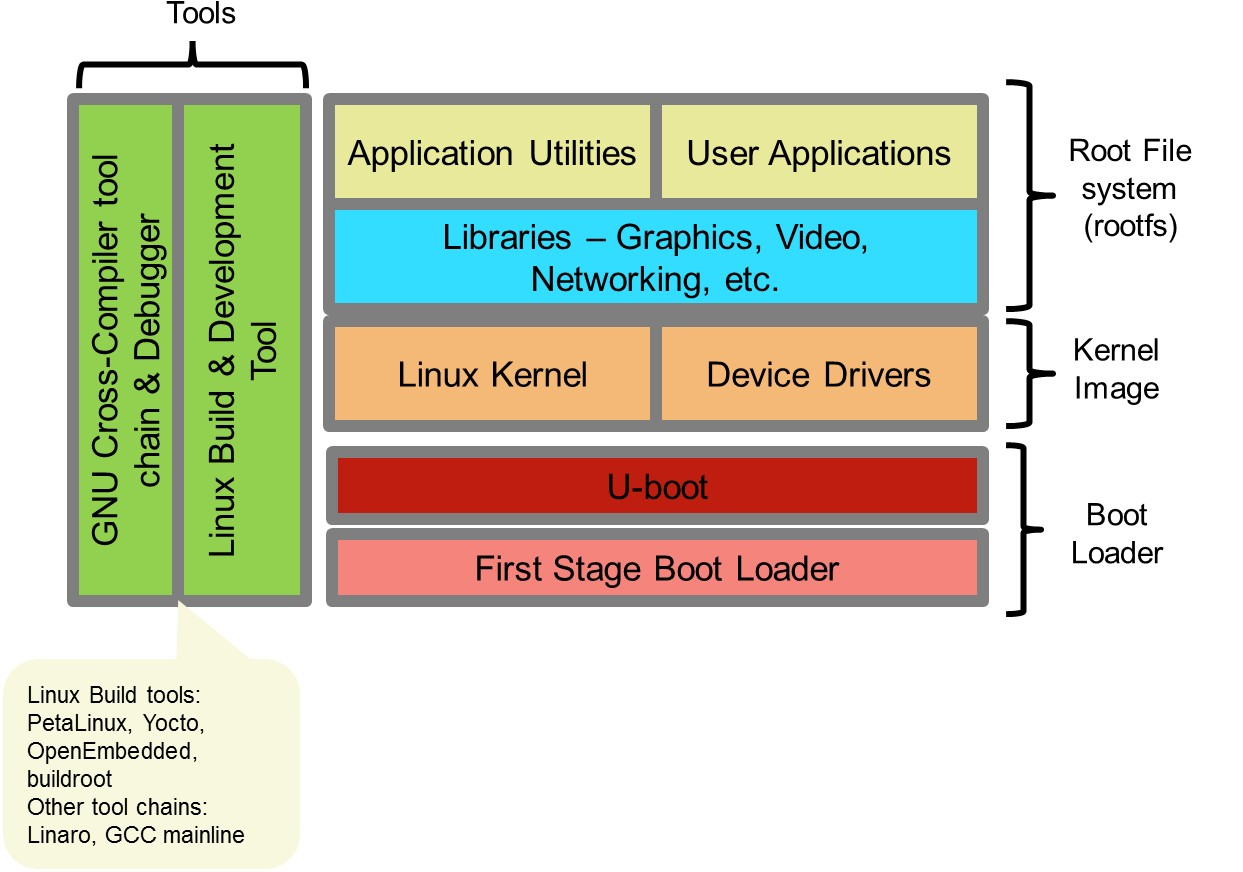 Tools
GNU Cross-Compiler tool
chain & Debugger
Linux Build & Development
Tool
Application Utilities
User Applications
Libraries – Graphics, Video,
Networking, etc.
Linux Kernel
Device Drivers
U-boot
First Stage Boot Loader
Root File
system
(rootfs)
Kernel
Image
Boot
Loader
Linux Build tools:
PetaLinux, Yocto,
OpenEmbedded,
buildroot
Other tool chains:
Linaro, GCC mainline